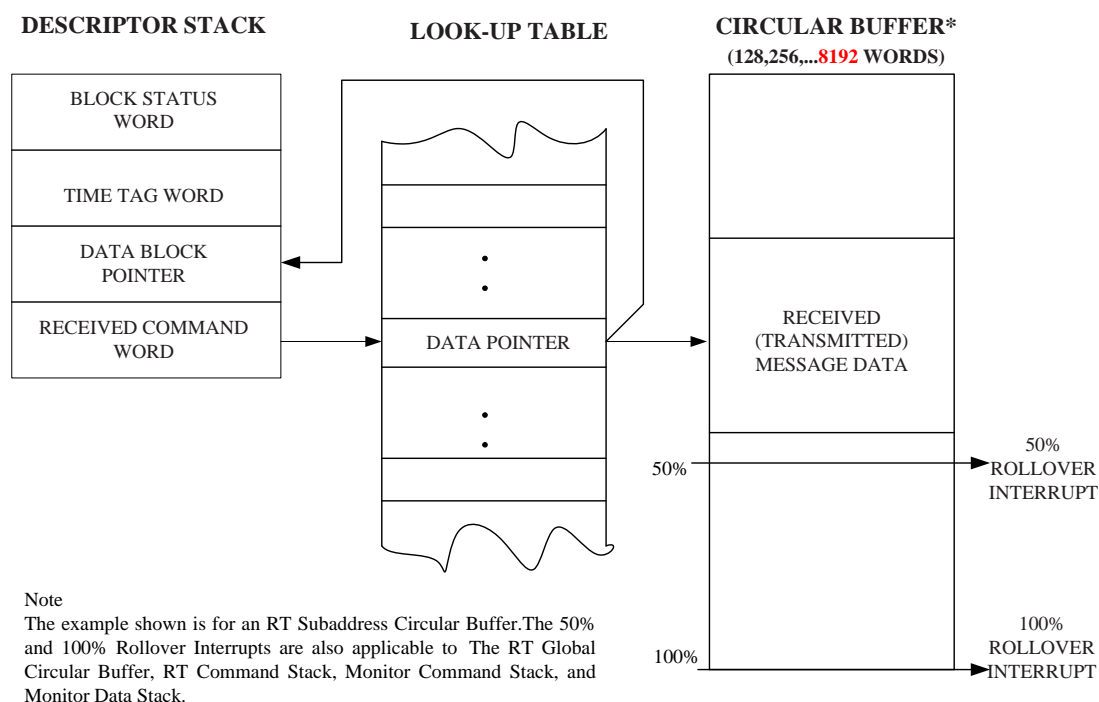 DESCRIPTOR STACK
LOOK-UP TABLE
CIRCULAR BUFFER*
(128,256,...8192 WORDS)
BLOCK STATUS
WORD
TIME TAG WORD
DATA BLOCK
POINTER
RECEIVED COMMAND
WORD
DATA POINTER
RECEIVED
(TRANSMITTED)
MESSAGE DATA
50%
50%
ROLLOVER
INTERRUPT
100%
100%
ROLLOVER
INTERRUPT
Note
The example shown is for an RT Subaddress Circular Buffer.The 50%
and 100% Rollover Interrupts are also applicable to The RT Global
Circular Buffer, RT Command Stack, Monitor Command Stack, and
Monitor Data Stack.